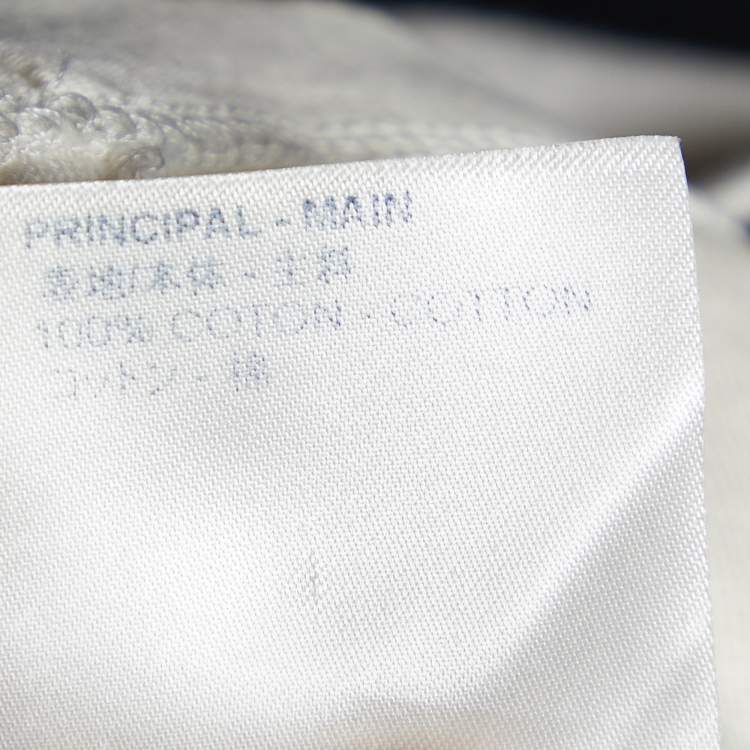 PRINCIPAL - MAIN
表地/本体 - 主料
100% COTON - COTTON
コットン - 棉